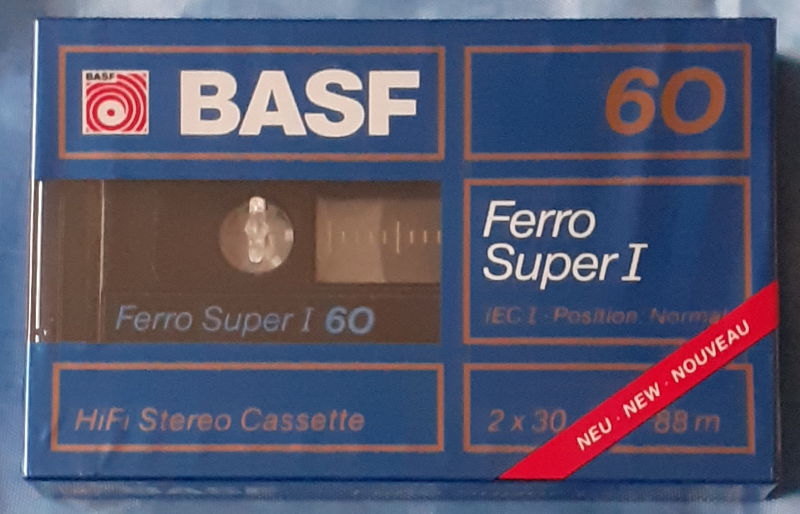 BASF
BASF
60
Ferro
Super I
IEC I · Position Normal
Ferro Super I 60
HiFi Stereo Cassette
2 x 30
88 m
NEU · NEW · NOUVEAU